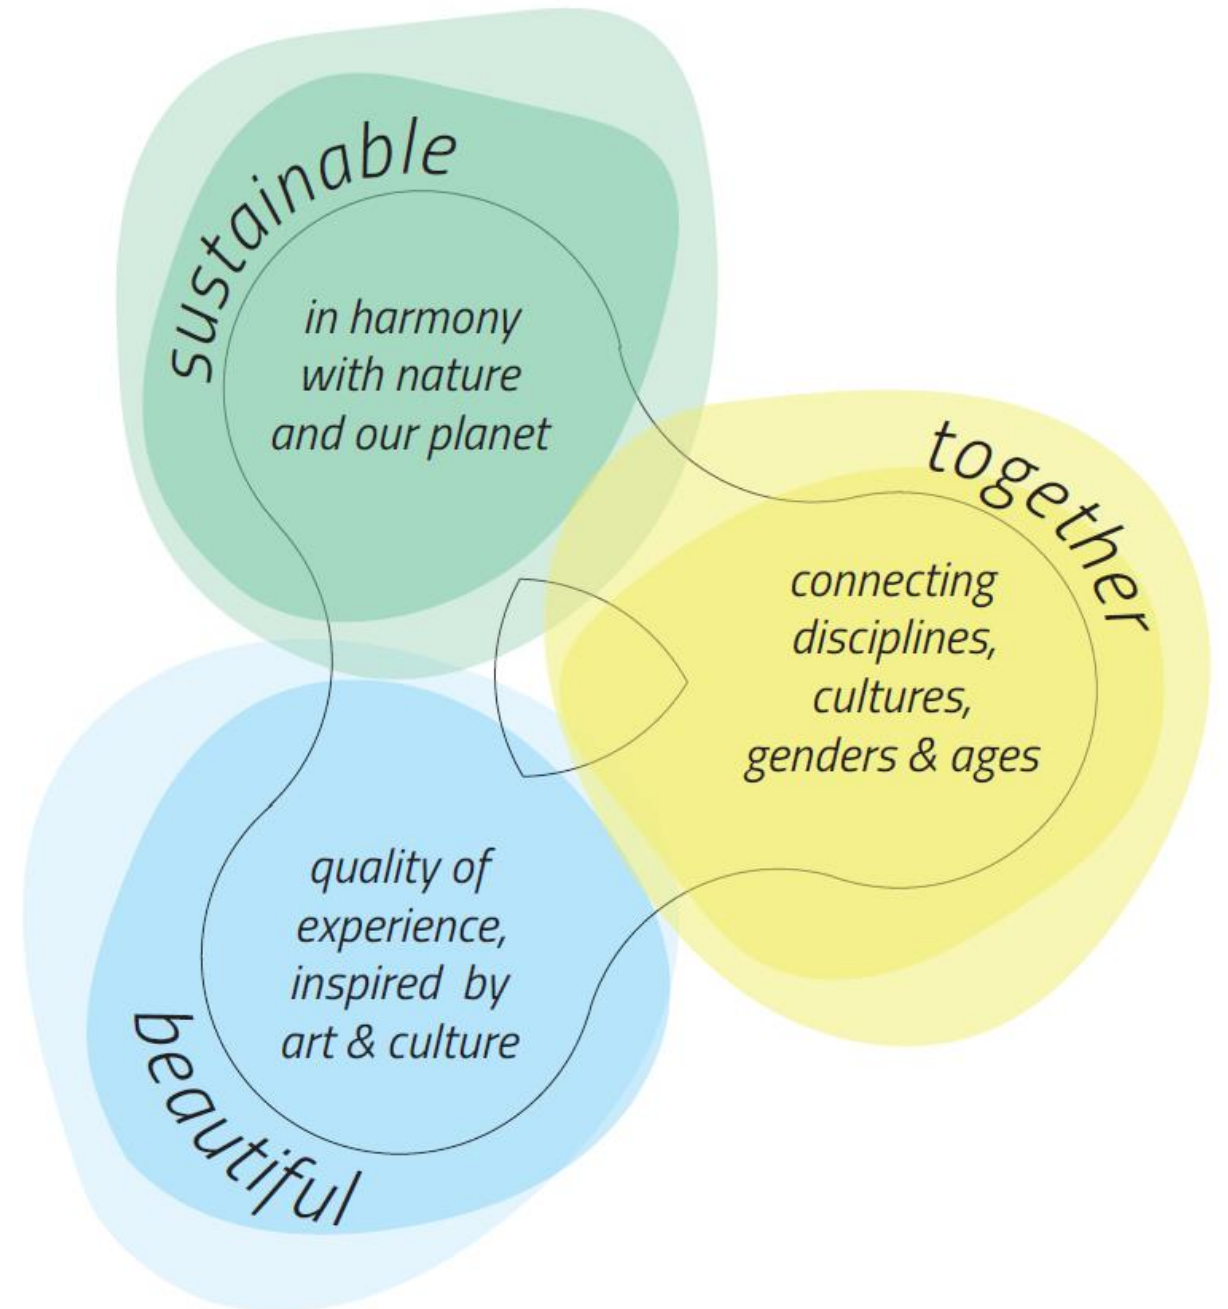 sustainable
in harmony
with nature
and our planet
together
connecting
disciplines,
cultures,
genders & ages
quality of
experience,
inspired by
art & culture
beautiful